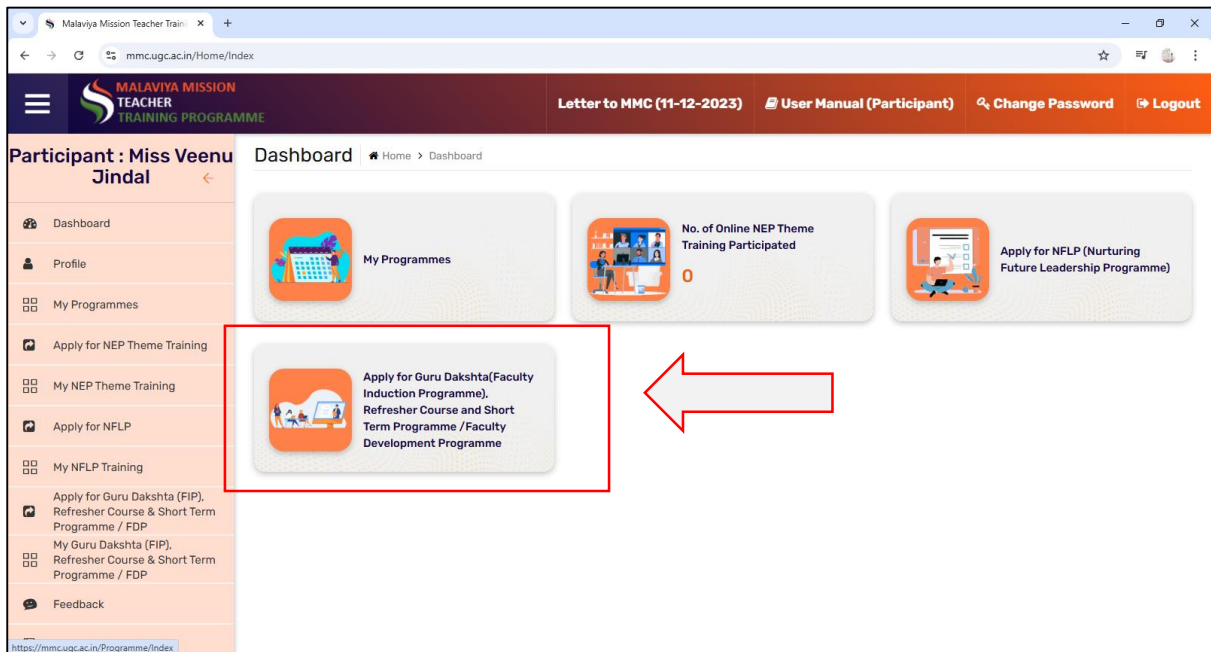 Malaviya Mission Teacher Train
mmc.ugc.ac.in/Home/Index
MALAVIYA MISSION
TEACHER
TRAINING PROGRAMME
Letter to MMC (11-12-2023)
User Manual (Participant)
Change Password
Logout
Participant : Miss Veenu
Jindal
Dashboard
Profile
My Programmes
Apply for NEP Theme Training
My NEP Theme Training
Apply for NFLP
My NFLP Training
Apply for Guru Dakshta (FIP),
Refresher Course & Short Term
Programme / FDP
My Guru Dakshta (FIP),
Refresher Course & Short Term
Programme / FDP
Feedback
https://mmc.ugc.ac.in/Programme/Index
Dashboard
Home > Dashboard
My Programmes
No. of Online NEP Theme
Training Participated
0
Apply for NFLP (Nurturing
Future Leadership Programme)
Apply for Guru Dakshta(Faculty
Induction Programme),
Refresher Course and Short
Term Programme /Faculty
Development Programme